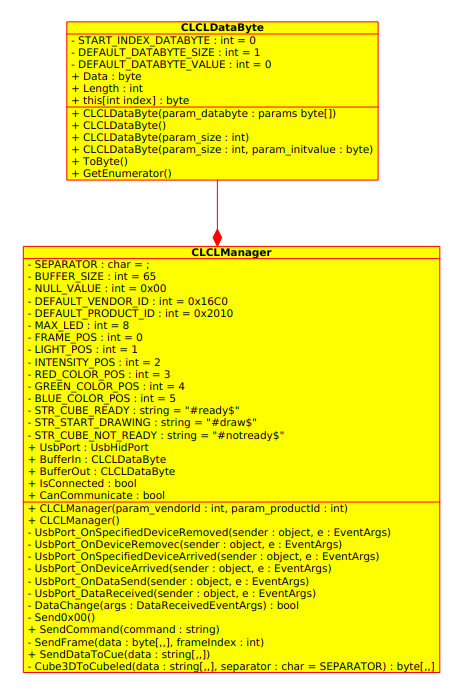 CLCLDataByte
- START_INDEX_DATABYTE : int = 0
- DEFAULT_DATABYTE_SIZE : int = 1
- DEFAULT_DATABYTE_VALUE : int = 0
+ Data : byte
+ Length : int
+ this[int index] : byte
+ CLCLDataByte(param_databyte : params byte[])
+ CLCLDataByte()
+ CLCLDataByte(param_size : int)
+ CLCLDataByte(param_size : int, param_initvalue : byte)
+ ToByte()
+ GetEnumerator()
CLCLManager
- SEPARATOR : char = ;
- BUFFER_SIZE : int = 65
- NULL_VALUE : int = 0x00
- DEFAULT_VENDOR_ID : int = 0x16C0
- DEFAULT_PRODUCT_ID : int = 0x2010
- MAX_LED : int = 8
- FRAME_POS : int = 0
- LIGHT_POS : int = 1
- INTENSITY_POS : int = 2
- RED_COLOR_POS : int = 3
- GREEN_COLOR_POS : int = 4
- BLUE_COLOR_POS : int = 5
- STR_CUBE_READY : string = "#ready$"
- STR_START_DRAWING : string = "#draw$"
- STR_CUBE_NOT_READY : string = "#notready$"
+ UsbPort : UsbHidPort
+ BufferIn : CLCLDataByte
+ BufferOut : CLCLDataByte
+ IsConnected : bool
+ CanCommunicate : bool
+ CLCLManager(param_vendorId : int, param_productId : int)
+ CLCLManager()
- UsbPort_OnSpecifiedDeviceRemoved(sender : object, e : EventArgs)
- UsbPort_OnDeviceRemovec(sender : object, e : EventArgs)
- UsbPort_OnSpecifiedDeviceArrived(sender : object, e : EventArgs)
- UsbPort_OnDeviceArrived(sender : object, e : EventArgs)
- UsbPort_OnDataSend(sender : object, e : EventArgs)
- UsbPort_DataReceived(sender : object, e : EventArgs)
- DataChange(args : DataReceivedEventArgs) : bool
- Send0x00()
+ SendCommand(command : string)
- SendFrame(data : byte[,,], frameIndex : int)
+ SendDataToCue(data : string[,,])
- Cube3DToCubeled(data : string[,,], separator : char = SEPARATOR) : byte[,,]